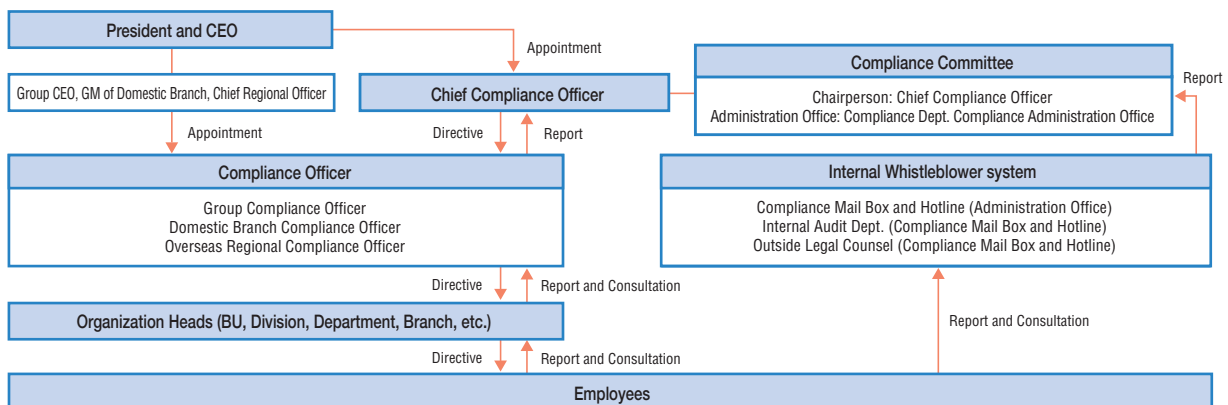 President and CEO
Appointment
Group CEO, GM of Domestic Branch, Chief Regional Officer
Chief Compliance Officer
Compliance Committee
Chairperson: Chief Compliance Officer
Administration Office: Compliance Dept. Compliance Administration Office
Report
Appointment
Directive
Report
Compliance Officer
Group Compliance Officer
Domestic Branch Compliance Officer
Overseas Regional Compliance Officer
Internal Whistleblower system
Compliance Mail Box and Hotline (Administration Office)
Internal Audit Dept. (Compliance Mail Box and Hotline)
Outside Legal Counsel (Compliance Mail Box and Hotline)
Directive
Report and Consultation
Organization Heads (BU, Division, Department, Branch, etc.)
Report and Consultation
Directive
Report and Consultation
Employees